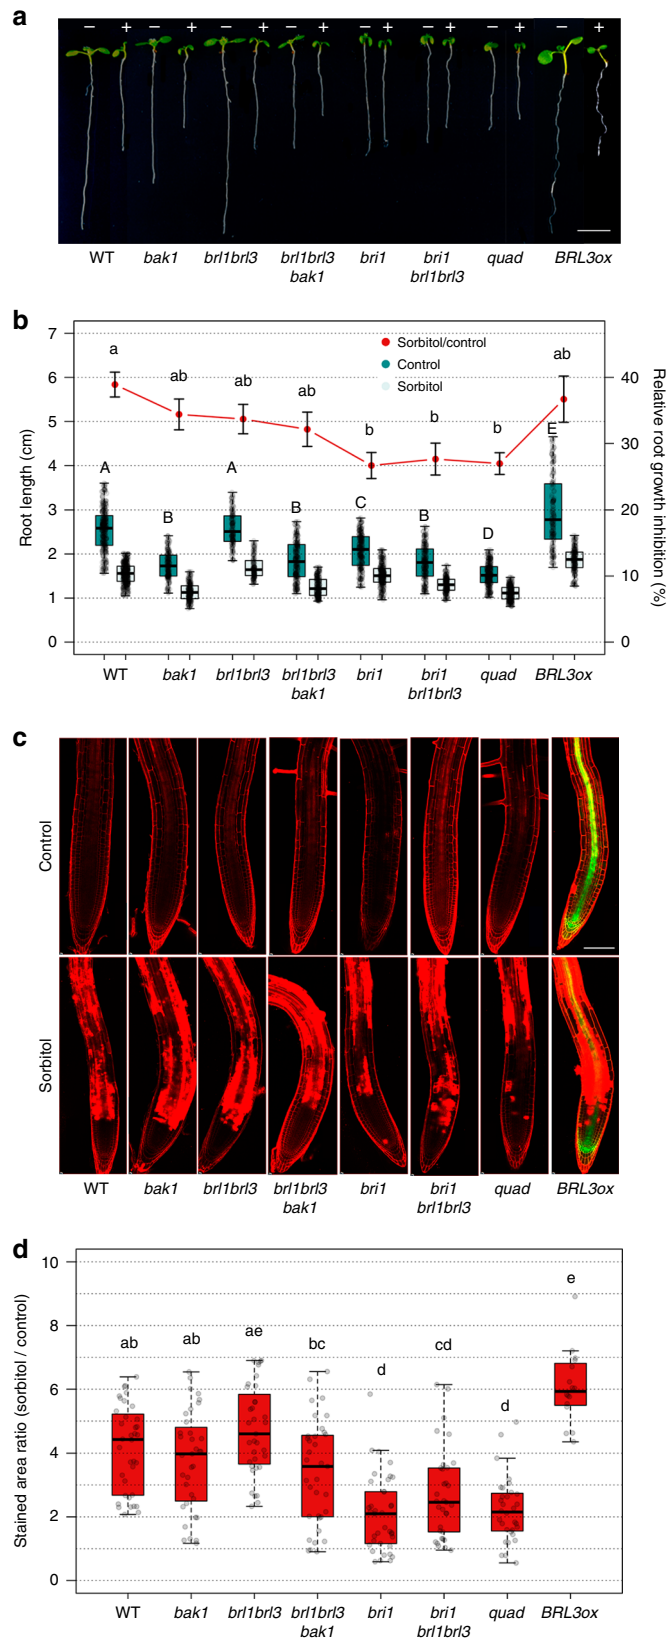 a
− + − + − + − + − + − + − + − +
WT bak1 brl1brl3 brl1brl3 bri1 bri1 quad BRL3ox
bak1 brl1brl3
b
Root length (cm)
7
6
5
4
3
2
1
0
Sorbitol/control
Control
Sorbitol
a ab ab ab b b b ab
A B A B C B D E
Relative root growth inhibition (%)
40
30
20
10
0
WT bak1 brl1brl3 brl1brl3 bri1 bri1 quad BRL3ox
bak1 brl1brl3
c
Control
Sorbitol
WT bak1 brl1brl3 brl1brl3 bri1 bri1 quad BRL3ox
bak1 brl1brl3
d
Stained area ratio (sorbitol / control)
10
8
6
4
2
0
ab ab ae bc d cd d e
WT bak1 brl1brl3 brl1brl3 bri1 bri1 quad BRL3ox
bak1 brl1brl3